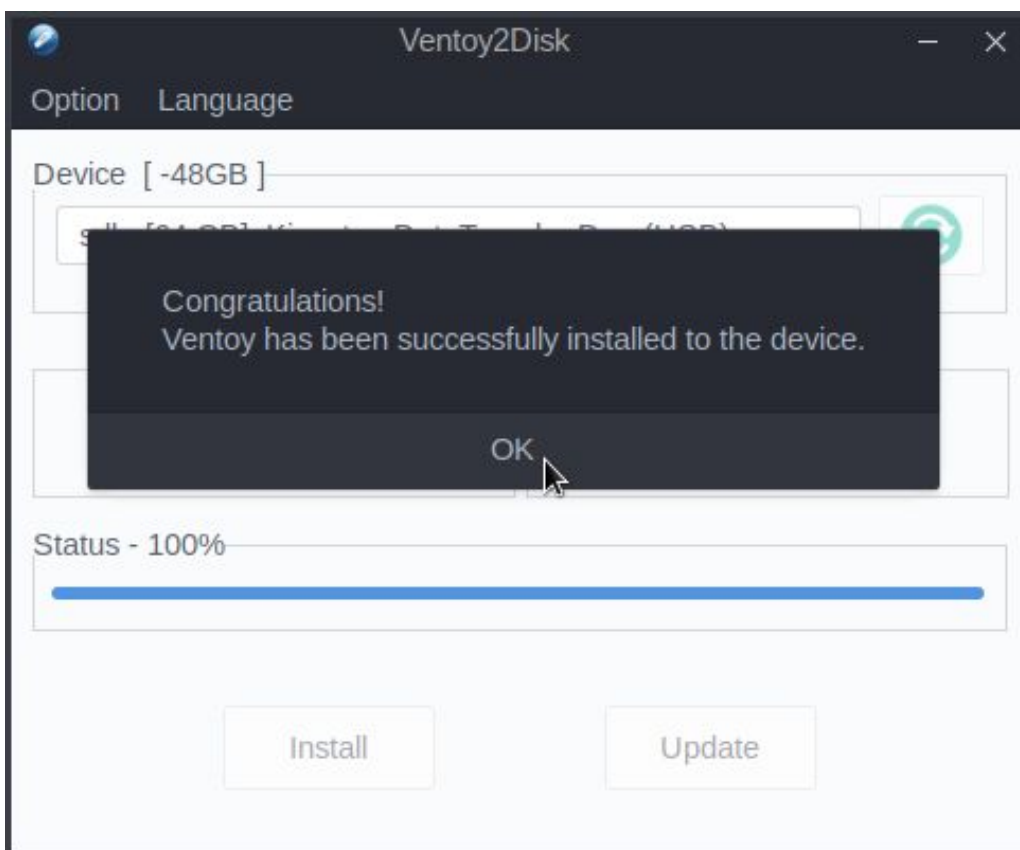 Ventoy2Disk
Option Language
Device [ -48GB ]
Congratulations!
Ventoy has been successfully installed to the device.
OK
Status - 100%
Install Update